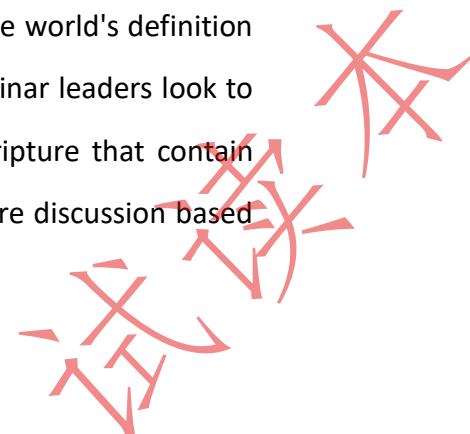 e world's definition
inar leaders look to
ripture that contain
re discussion based
试读本